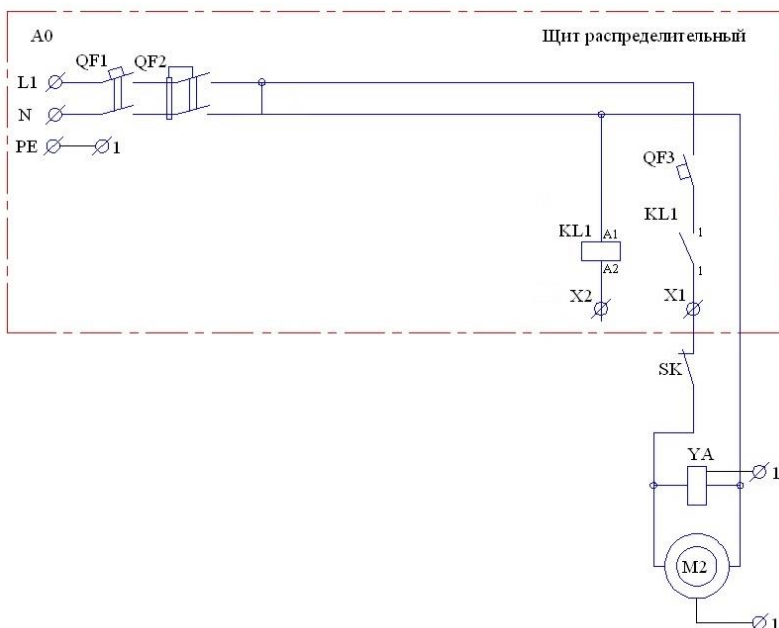 A0
Щит распределительный
QF1
QF2
L1
N
PE
1
QF3
KL1
KL1
1
A1
A2
1
X2
X1
SK
YA
1
M2
1